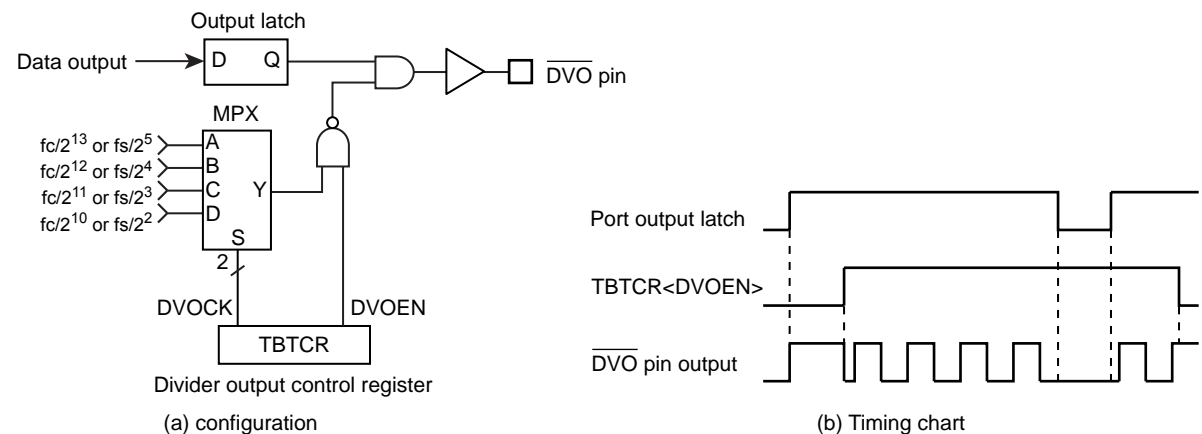 Output latch
Data output
D Q
DVO pin
MPX
fc/2^13 or fs/2^5
A
fc/2^12 or fs/2^4
B
fc/2^11 or fs/2^3
C
Y
fc/2^10 or fs/2^2
D
S
2
DVOCK
DVOEN
TBTCR
Divider output control register
(a) configuration
Port output latch
TBTCR<DVOEN>
DVO pin output
(b) Timing chart